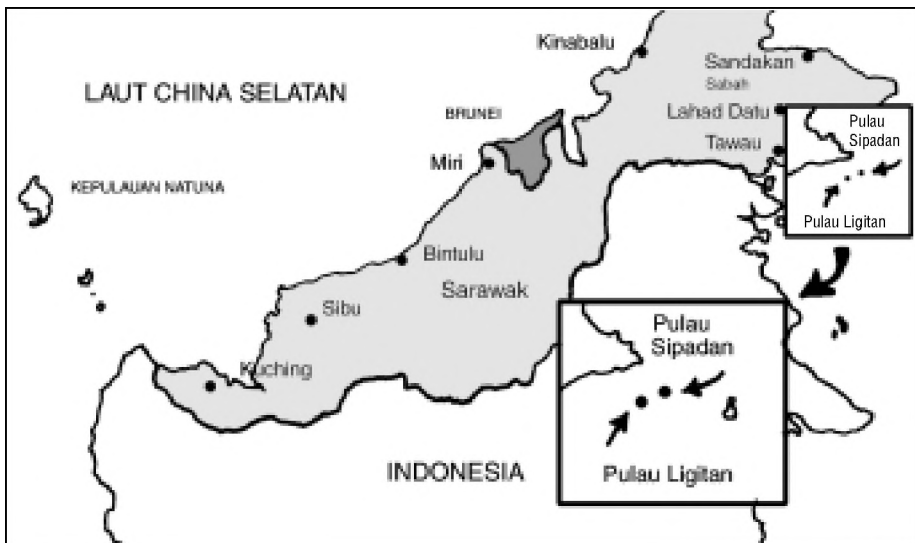 Kinabalu
Sandakan
Sabah
LAUT CHINA SELATAN
BRUNEI
Lahad Datu
Pulau
Sipadan
Tawau
Miri
KEPULAUAN NATUNA
Pulau Ligitan
Bintulu
Sarawak
Sibu
Pulau
Sipadan
Kuching
INDONESIA
Pulau Ligitan